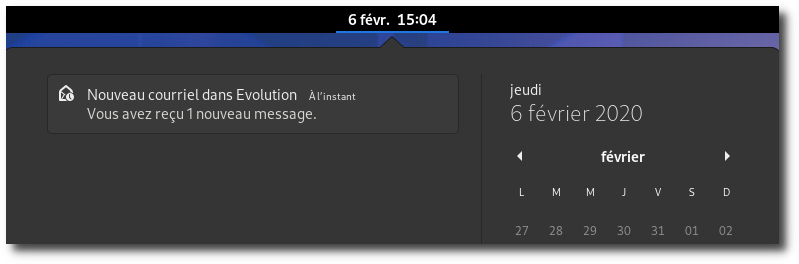 6 févr. 15:04
Nouveau courriel dans Evolution À l'instant
Vous avez reçu 1 nouveau message.
jeudi
6 février 2020
février
L M M J V S D
27 28 29 30 31 01 02